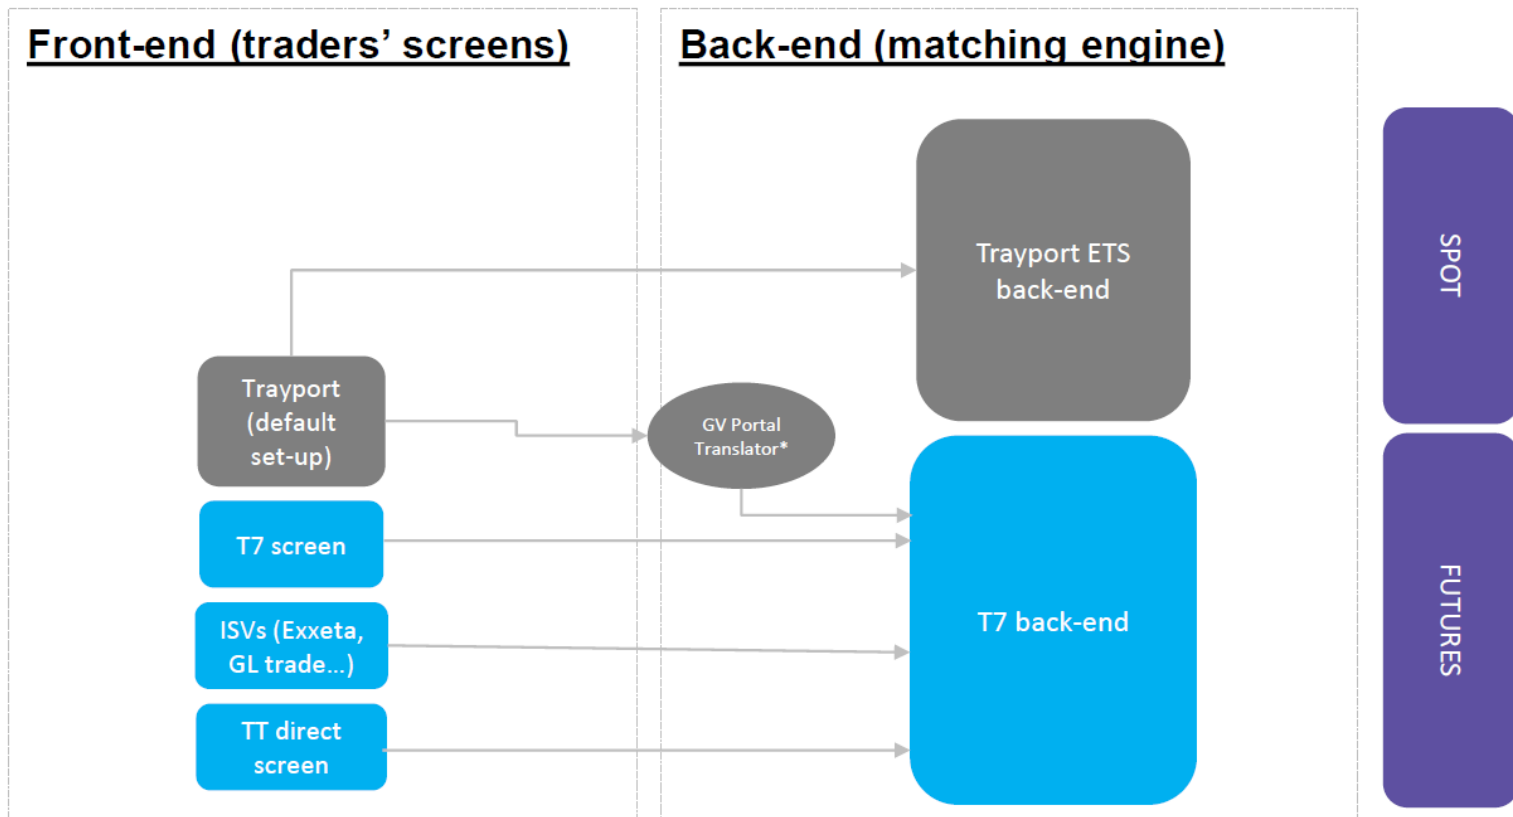 Front-end (traders’ screens)
Back-end (matching engine)
Trayport ETS
back-end
SPOT
Trayport
(default
set-up)
GV Portal
Translator*
T7 screen
ISVs (Exxeta,
GL trade...)
TT direct
screen
T7 back-end
FUTURES